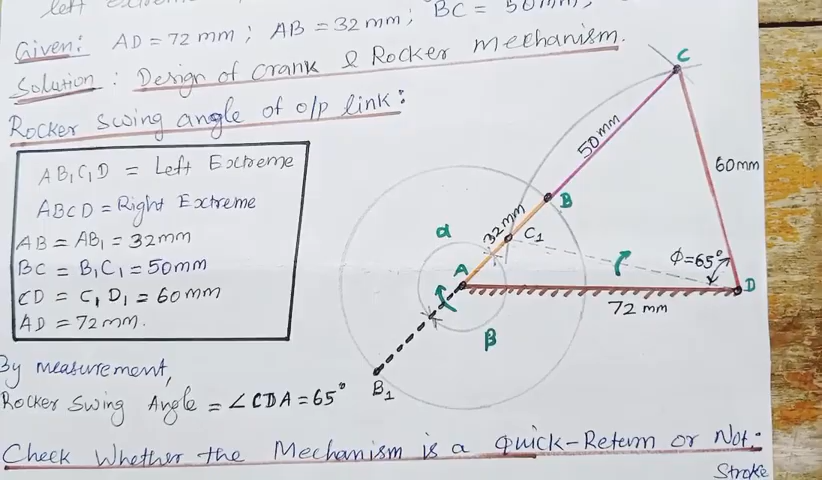 left extreme
BC = 50mm;
Given: AD = 72 mm ; AB = 32 mm ;
Solution : Design of Crank & Rocker mechanism.
Rocker Swing angle of o/p link:
AB₁C₁D = Left Extreme
ABCD = Right Extreme
AB = AB₁ = 32mm
BC = B₁C₁ = 50mm
CD = C₁D₁ = 60mm
AD = 72mm.
By measurement,
Rocker Swing Angle = ∠CDA = 65°
C
50mm
60mm
B
32mm
C₁
α
A
Φ=65°
D
72 mm
β
B₁
Check Whether the Mechanism is a Quick-Return or Not:
Stroke